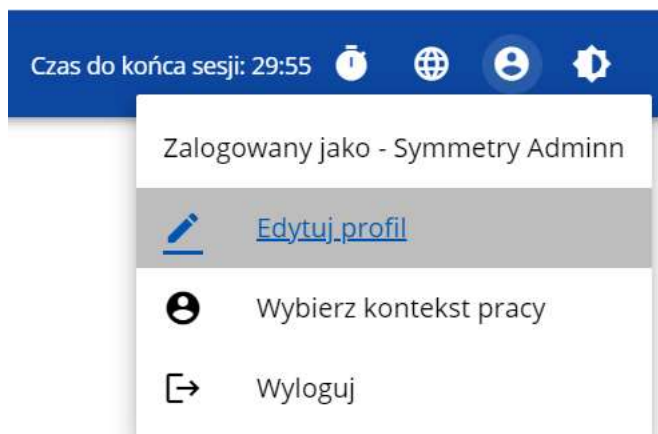 Czas do końca sesji: 29:55
Zalogowany jako - Symmetry Adminn
Edytuj profil
Wybierz kontekst pracy
Wyloguj